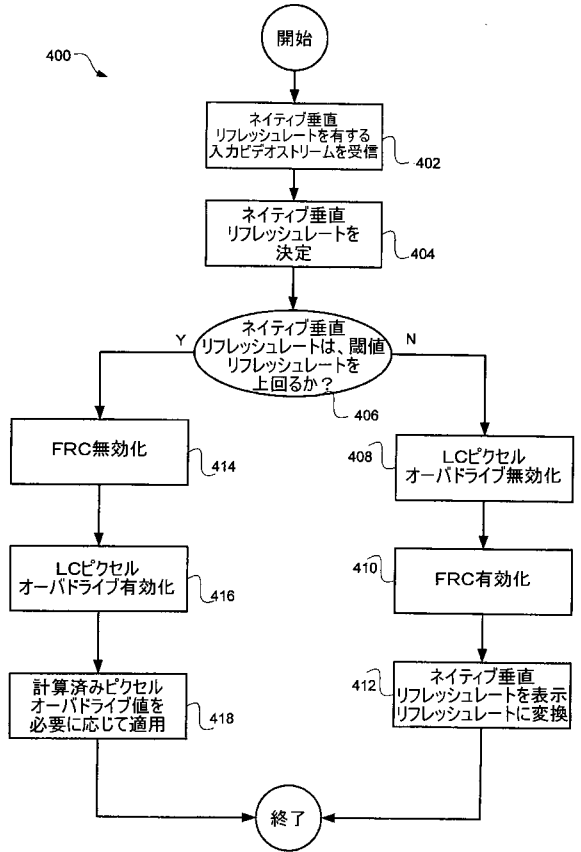 400
開始
ネイティブ垂直
リフレッシュレートを有する
入力ビデオストリームを受信
402
ネイティブ垂直
リフレッシュレートを
決定
404
ネイティブ垂直
リフレッシュレートは、閾値
リフレッシュレートを
上回るか？
406
Y
N
FRC無効化
414
LCピクセル
オーバドライブ有効化
416
計算済みピクセル
オーバドライブ値を
必要に応じて適用
418
408
LCピクセル
オーバドライブ無効化
410
FRC有効化
412
ネイティブ垂直
リフレッシュレートを表示
リフレッシュレートに変換
終了